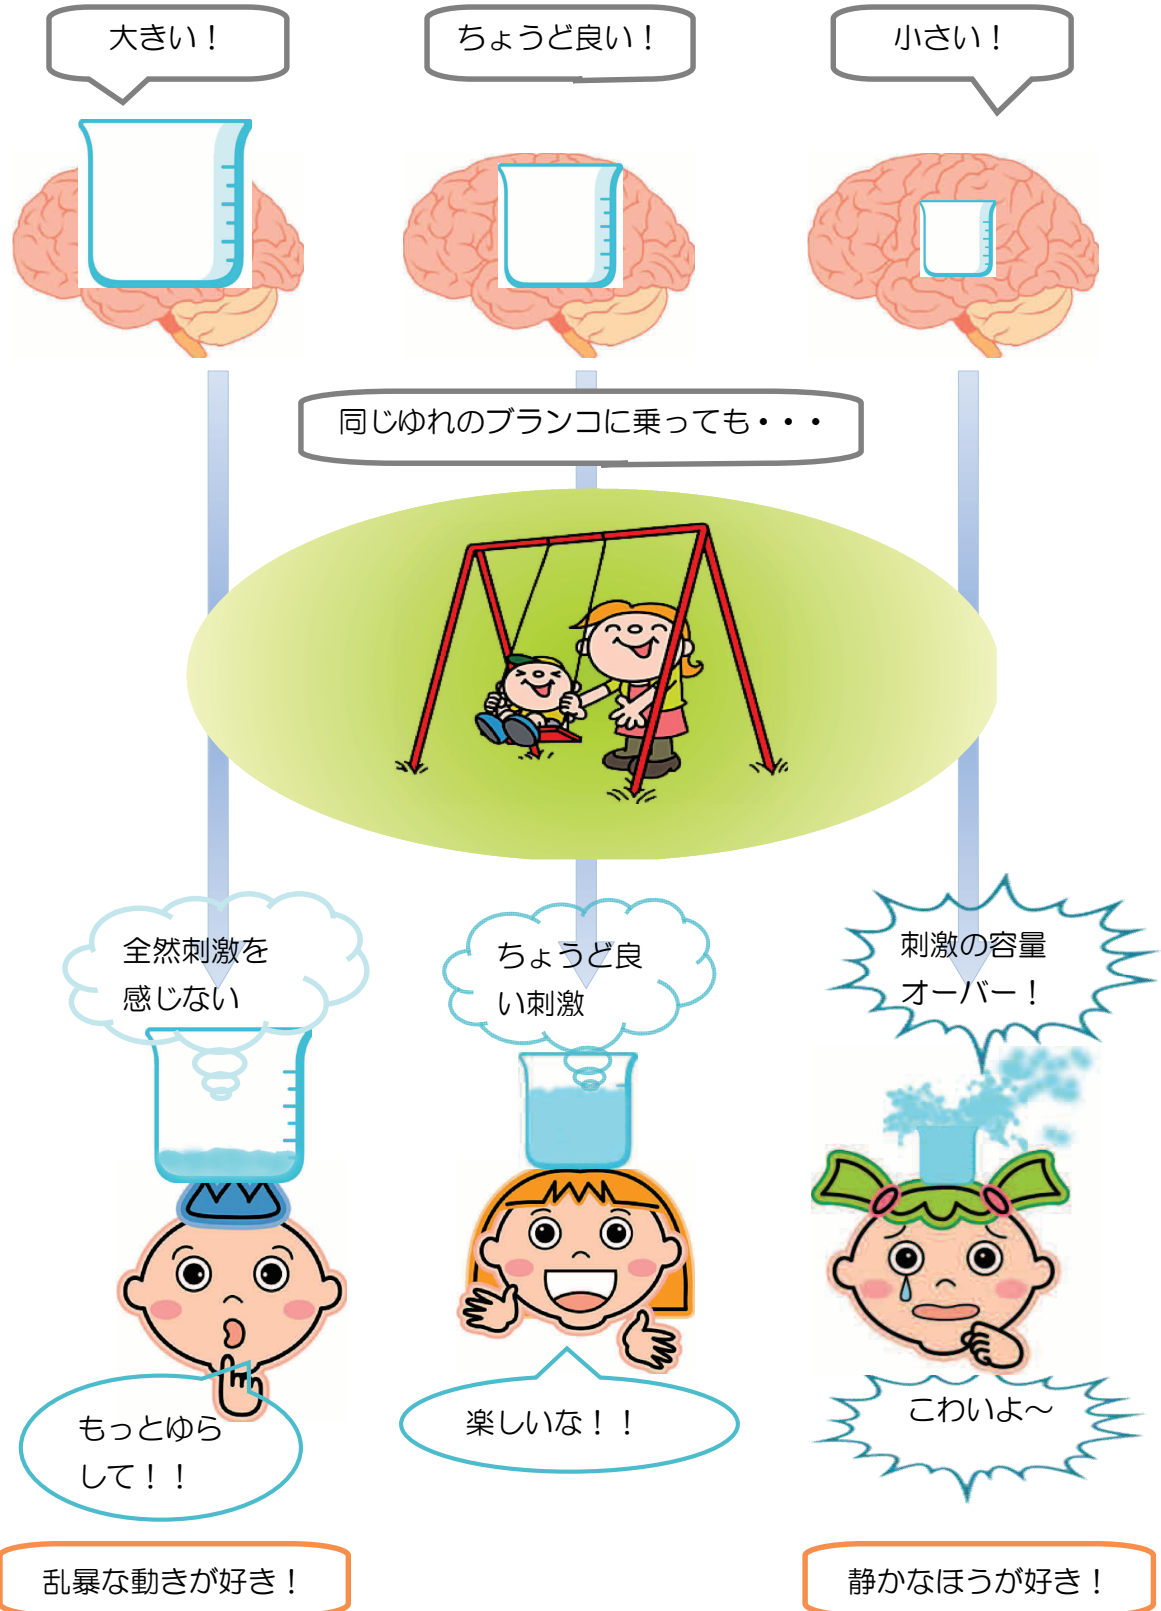 大きい！
ちょうど良い！
小さい！
同じゆれのブランコに乗っても・・・
全然刺激を
感じない
ちょうど良
い刺激
刺激の容量
オーバー！
もっとゆら
して！！
楽しいな！！
こわいよ～
乱暴な動きが好き！
静かなほうが好き！